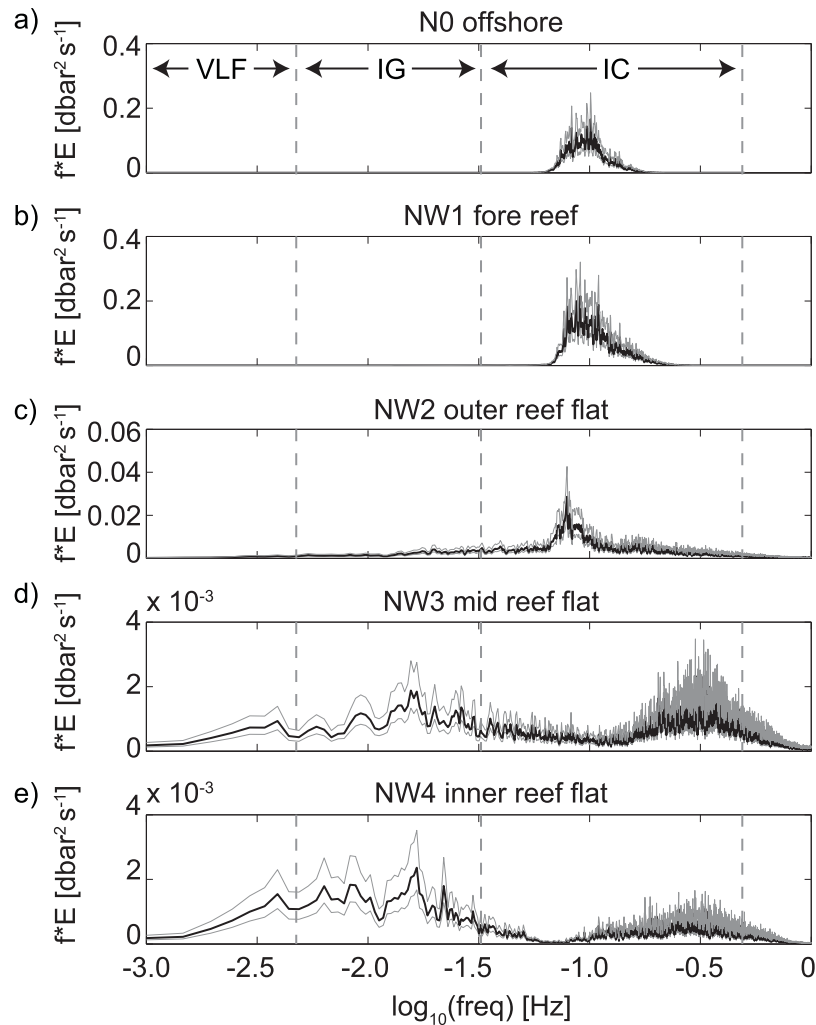 a) N0 offshore
0.4
0.2
0
f*E [dbar² s⁻¹]
VLF IG IC
b) NW1 fore reef
0.4
0.2
0
f*E [dbar² s⁻¹]
c) NW2 outer reef flat
0.06
0.04
0.02
0
f*E [dbar² s⁻¹]
d) x 10⁻³ NW3 mid reef flat
4
2
0
f*E [dbar² s⁻¹]
e) x 10⁻³ NW4 inner reef flat
4
2
0
f*E [dbar² s⁻¹]
-3.0 -2.5 -2.0 -1.5 -1.0 -0.5 0
log₁₀(freq) [Hz]